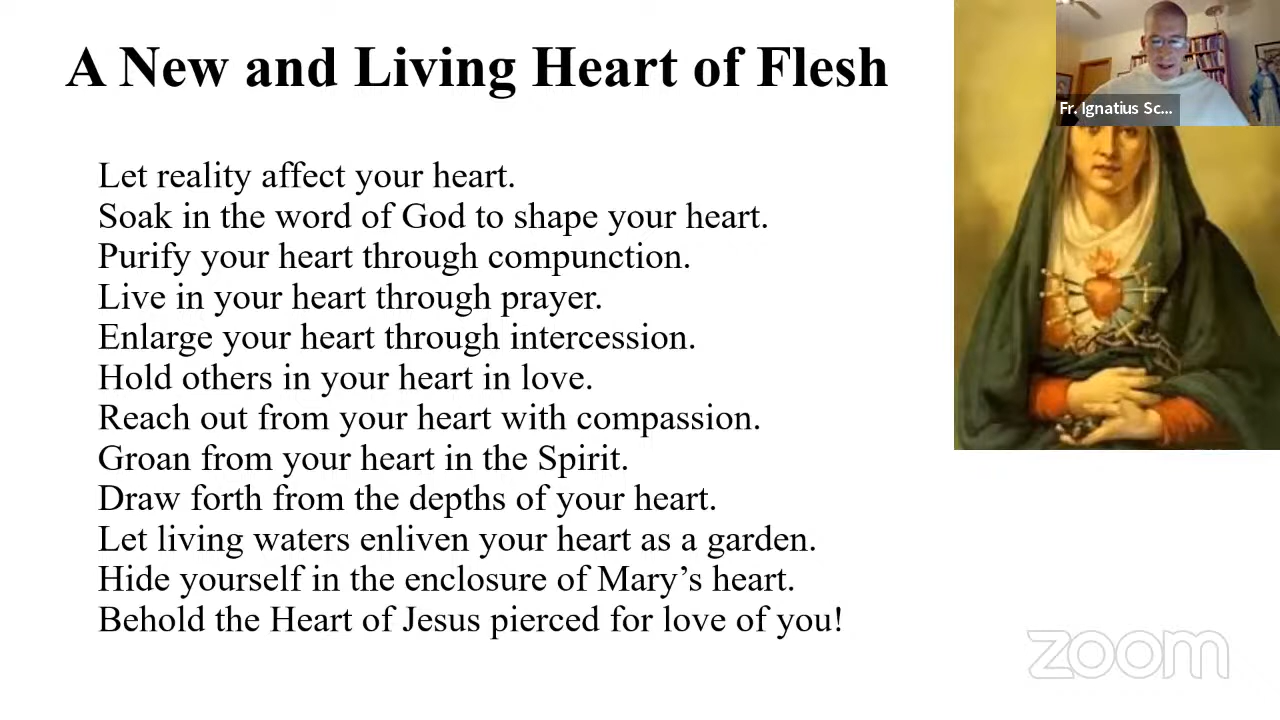 A New and Living Heart of Flesh
Fr. Ignatius Sc...
Let reality affect your heart.
Soak in the word of God to shape your heart.
Purify your heart through compunction.
Live in your heart through prayer.
Enlarge your heart through intercession.
Hold others in your heart in love.
Reach out from your heart with compassion.
Groan from your heart in the Spirit.
Draw forth from the depths of your heart.
Let living waters enliven your heart as a garden.
Hide yourself in the enclosure of Mary’s heart.
Behold the Heart of Jesus pierced for love of you!
zoom